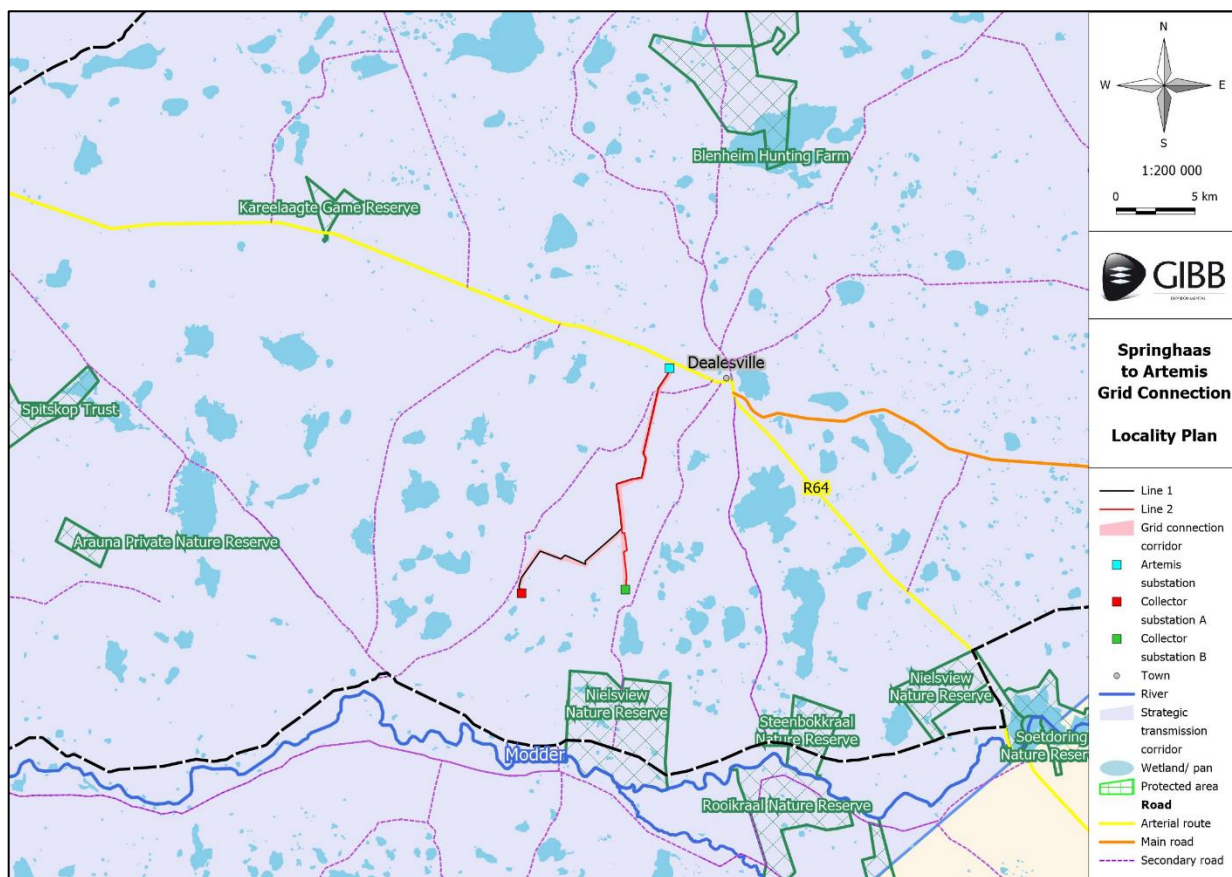 Blenheim Hunting Farm
Kareelaagte Game Reserve
Dealesville
Spitskop Trust
R64
Arauna Private Nature Reserve
Nielsview
Nature Reserve
Nielsview
Nature Reserve
Steenbokkraal
Nature Reserve
Soetdoring
Nature Reserv
Modder
Rooikraal Nature Reserve
N
W
E
S
1:200 000
0
5 km
GIBB
ENVIRONMENTAL
Springhaas
to Artemis
Grid Connection
Locality Plan
Line 1
Line 2
Grid connection
corridor
Artemis
substation
Collector
substation A
Collector
substation B
Town
River
Strategic
transmission
corridor
Wetland/ pan
Protected area
Road
Arterial route
Main road
Secondary road